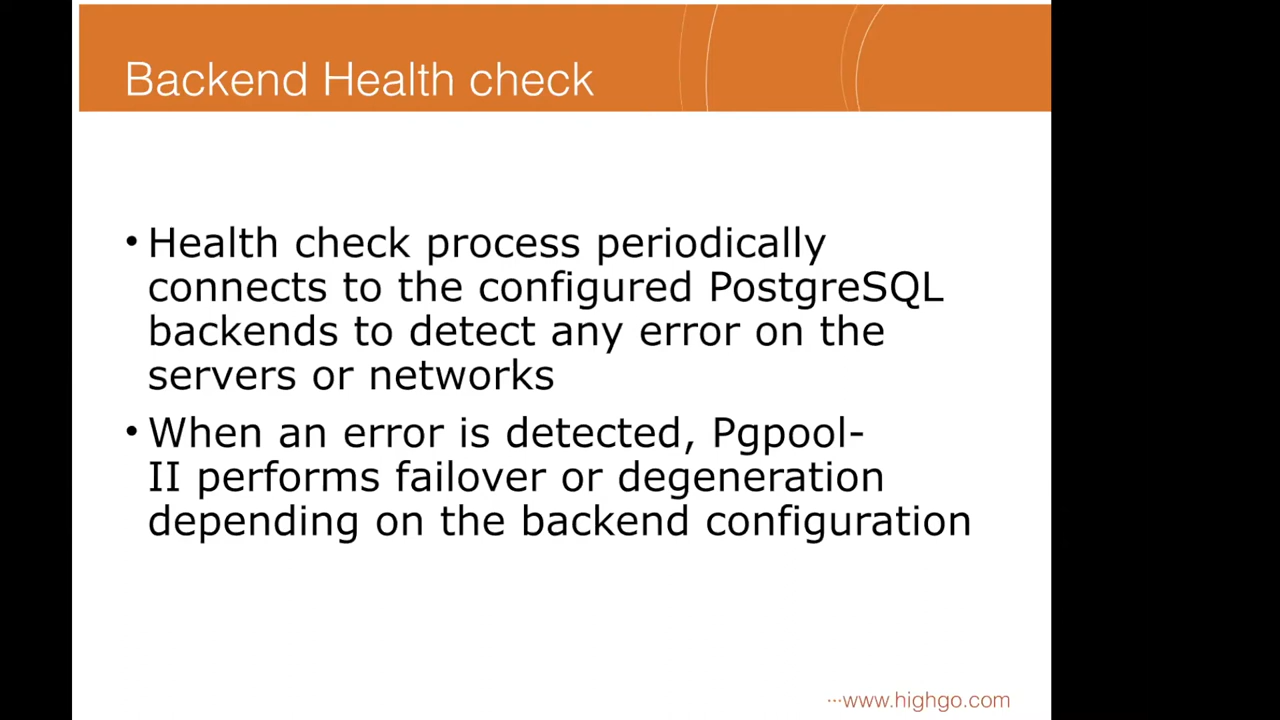 Backend Health check
• Health check process periodically
connects to the configured PostgreSQL
backends to detect any error on the
servers or networks
• When an error is detected, Pgpool-
II performs failover or degeneration
depending on the backend configuration
···www.highgo.com